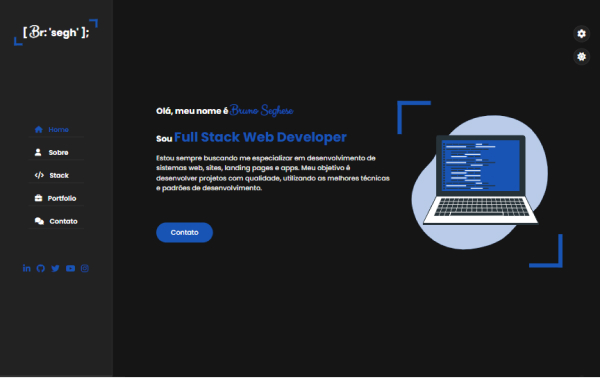 [ Br: 'segh' ];
Home
Sobre
Stack
Portfolio
Contato
Olá, meu nome é Bruno Seghese
Sou Full Stack Web Developer
Estou sempre buscando me especializar em desenvolvimento de
sistemas web, sites, landing pages e apps. Meu objetivo é
desenvolver projetos com qualidade, utilizando as melhores técnicas
e padrões de desenvolvimento.
Contato